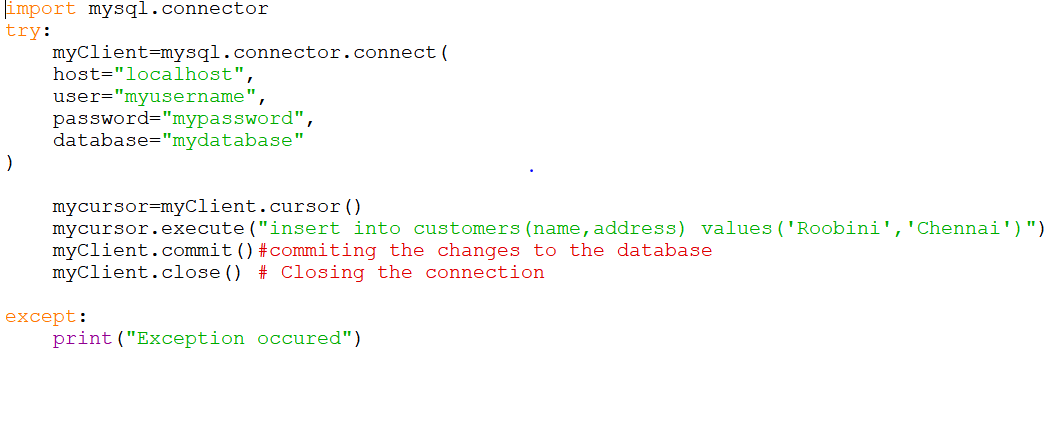 import mysql.connector
try:
    myClient=mysql.connector.connect(
    host="localhost",
    user="myusername",
    password="mypassword",
    database="mydatabase"
)
    mycursor=myClient.cursor()
    mycursor.execute("insert into customers(name,address) values('Roobini','Chennai')")
    myClient.commit()#commiting the changes to the database
    myClient.close() # Closing the connection
except:
    print("Exception occured")